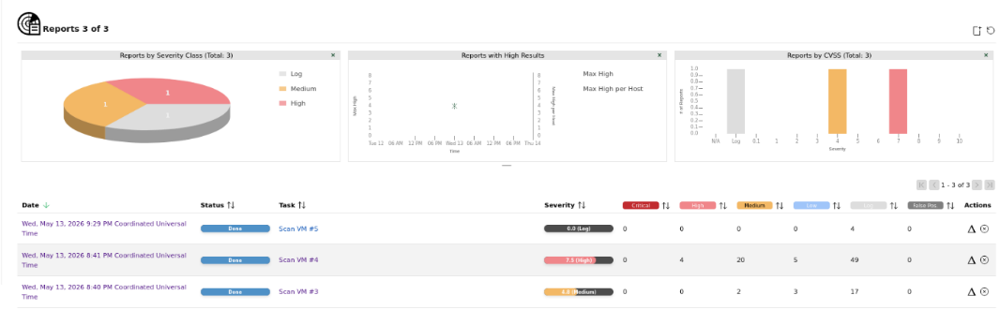 Reports 3 of 3
Reports by Severity Class (Total: 3)
×
1
1
1
Log
Medium
High
Reports with High Results
×
Max High
8
7
6
5
4
3
2
1
0
8
7
6
5
4
3
2
1
0
Max High per Host
Tue 12 06 AM 12 PM 06 PM Wed 13 06 AM 12 PM 06 PM Thu 14
Time
Max High
Max High per Host
Reports by CVSS (Total: 3)
×
# of Reports
1.0
0.9
0.8
0.7
0.6
0.5
0.4
0.3
0.2
0.1
0.0
N/A Log 0.1 1 2 3 4 5 6 7 8 9 10
Severity
1 - 3 of 3
Date Status Task Severity Critical High Medium Low Log False Pos. Actions
Wed, May 13, 2026 9:29 PM Coordinated Universal
Time
Done Scan VM #5 0.0 (Log) 0 0 0 0 4 0
Wed, May 13, 2026 8:41 PM Coordinated Universal
Time
Done Scan VM #4 (High) 0 4 20 5 49 0
Wed, May 13, 2026 8:40 PM Coordinated Universal
Time
Done Scan VM #3 (Medium) 0 0 2 3 17 0